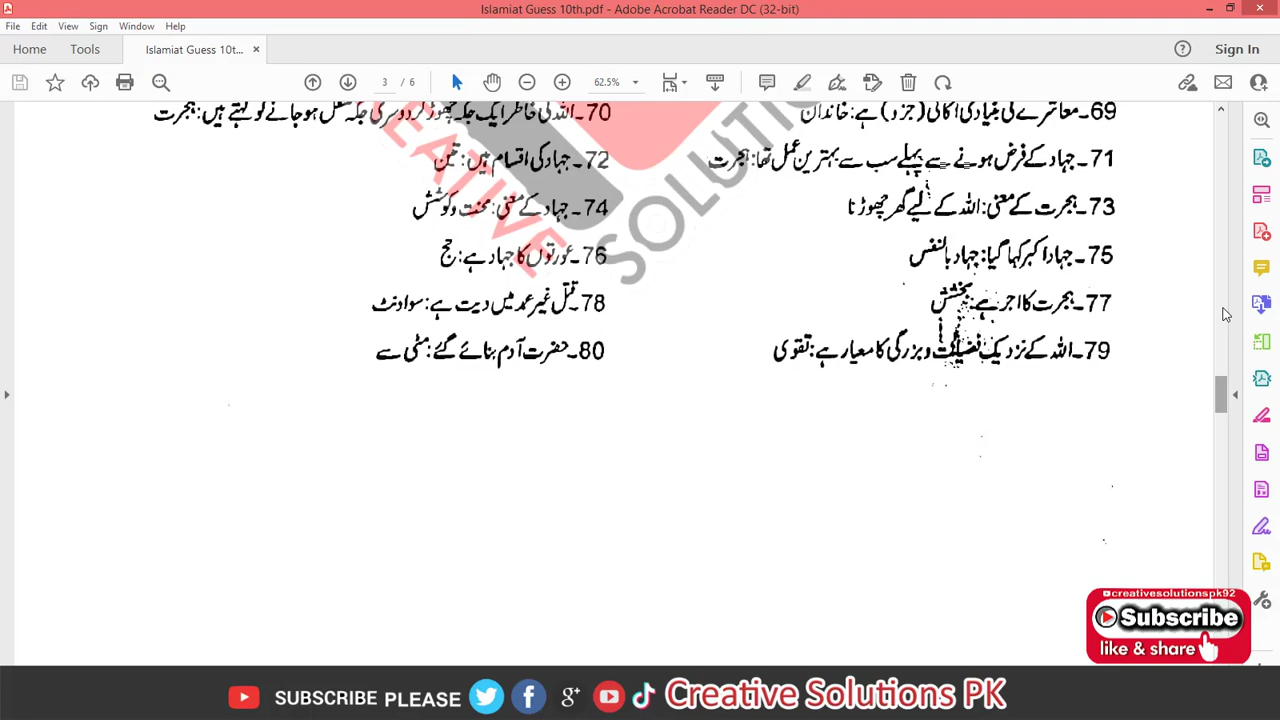 Islamiat Guess 10th.pdf - Adobe Acrobat Reader DC (32-bit)
File Edit View Sign Window Help
Home Tools Islamiat Guess 10t... × Sign In
3 / 6 62.5%
69۔ معاشرے کی بنیاد کی اکائی (جزو) ہے: خاندان
70۔ اللہ کی خاطر ایک جگہ چھوڑ کر دوسری جگہ منتقل ہو جانے کو کہتے ہیں: ہجرت
71۔ جہاد کے فرض ہونے سے پہلے سب سے بہترین عمل تھا: ہجرت
72۔ جہاد کی اقسام ہیں: تین
73۔ ہجرت کے معنی: اللہ کے لیے گھر چھوڑنا
74۔ جہاد کے معنی: محنت و کوشش
75۔ جہاد اکبر کہا گیا: جہاد بالنفس
76۔ عورتوں کا جہاد ہے: حج
77۔ ہجرت کا اجر ہے: بخشش
78۔ قتل غیر عمد میں دیت ہے: سو اونٹ
79۔ اللہ کے نزدیک فضیلت و بزرگی کا معیار ہے: تقوی
80۔ حضرت آدم بنائے گئے: مٹی سے
EATIVE SOLUTIONS
creativesolutionspk92
Subscribe
like & share
SUBSCRIBE PLEASE g+ Creative Solutions PK